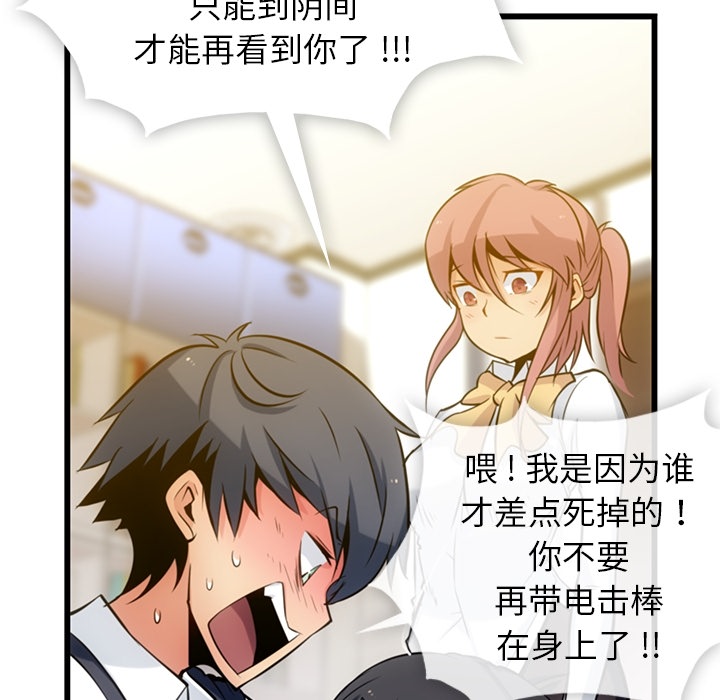 只能到阴间
才能再看到你了 !!!
喂 ! 我是因为谁
才差点死掉的 !
你不要
再带电击棒
在身上了 !!